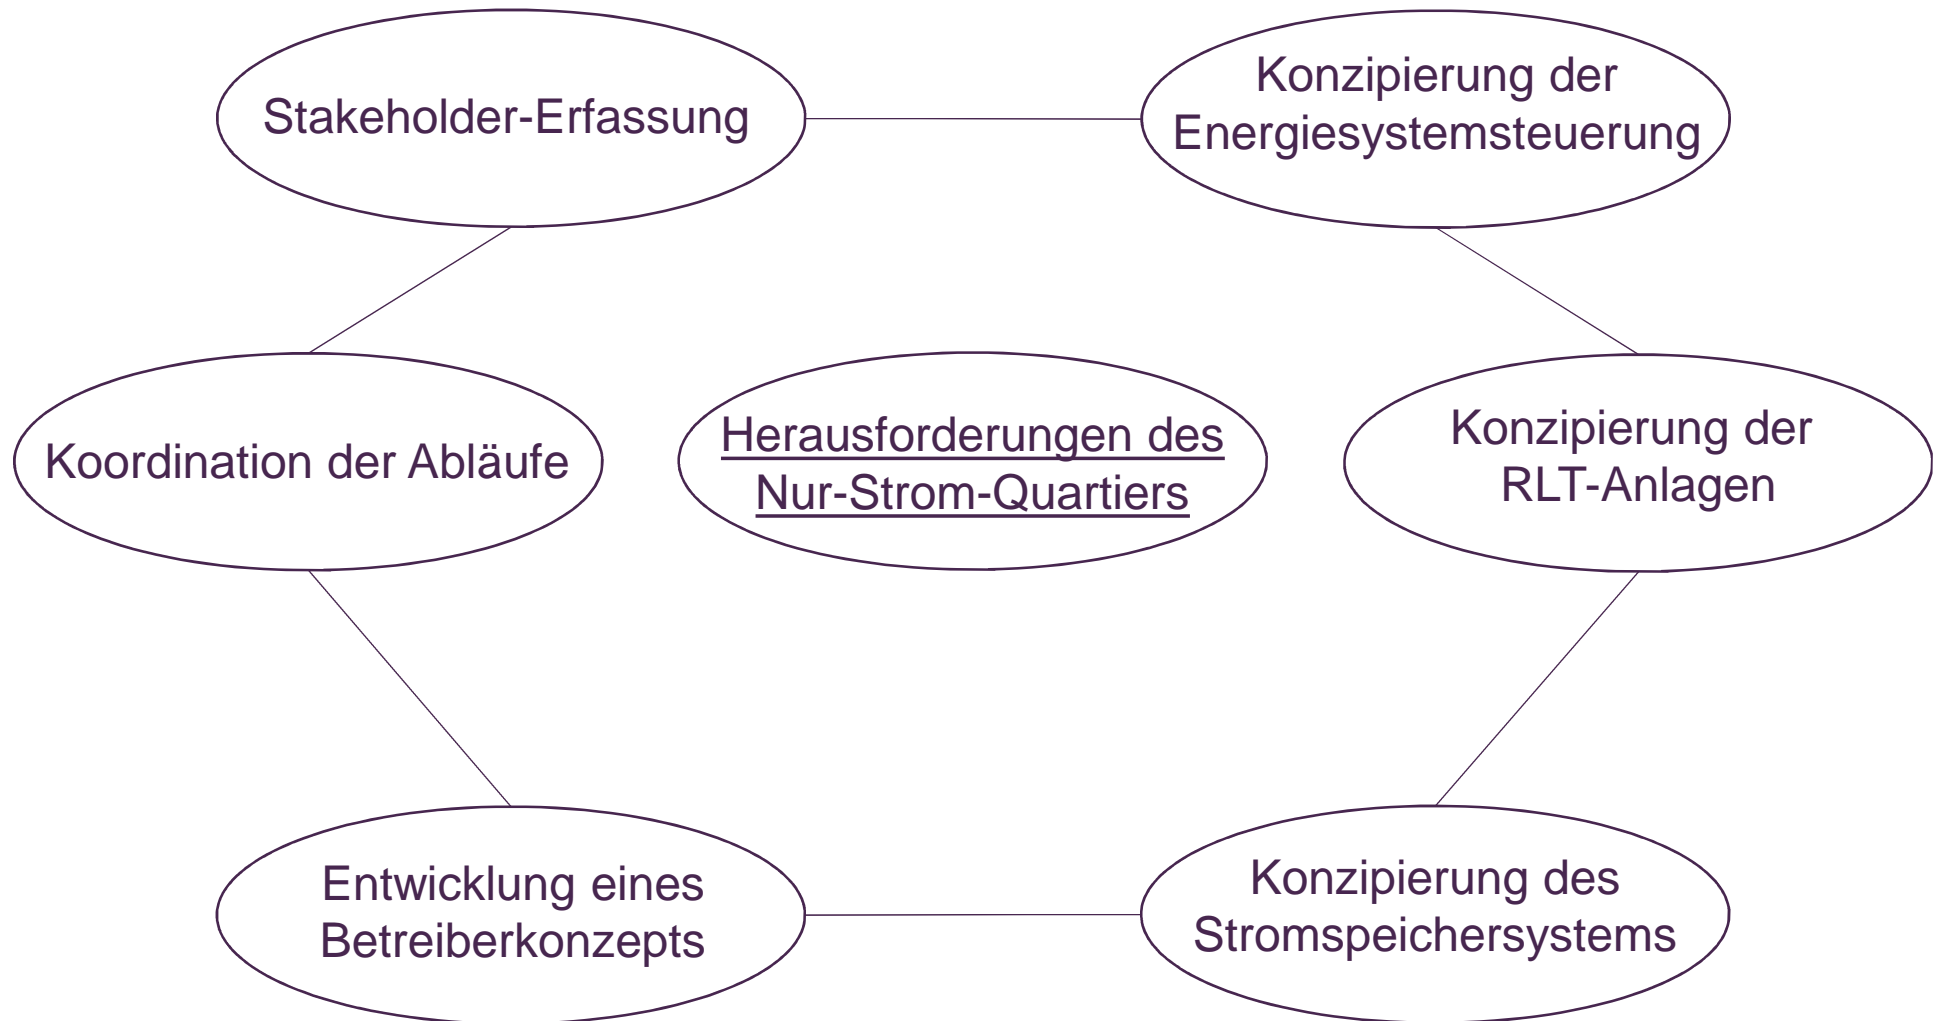 Stakeholder-Erfassung
Konzipierung der
Energiesystemsteuerung
Koordination der Abläufe
Herausforderungen des
Nur-Strom-Quartiers
Konzipierung der
RLT-Anlagen
Entwicklung eines
Betreiberkonzepts
Konzipierung des
Stromspeichersystems